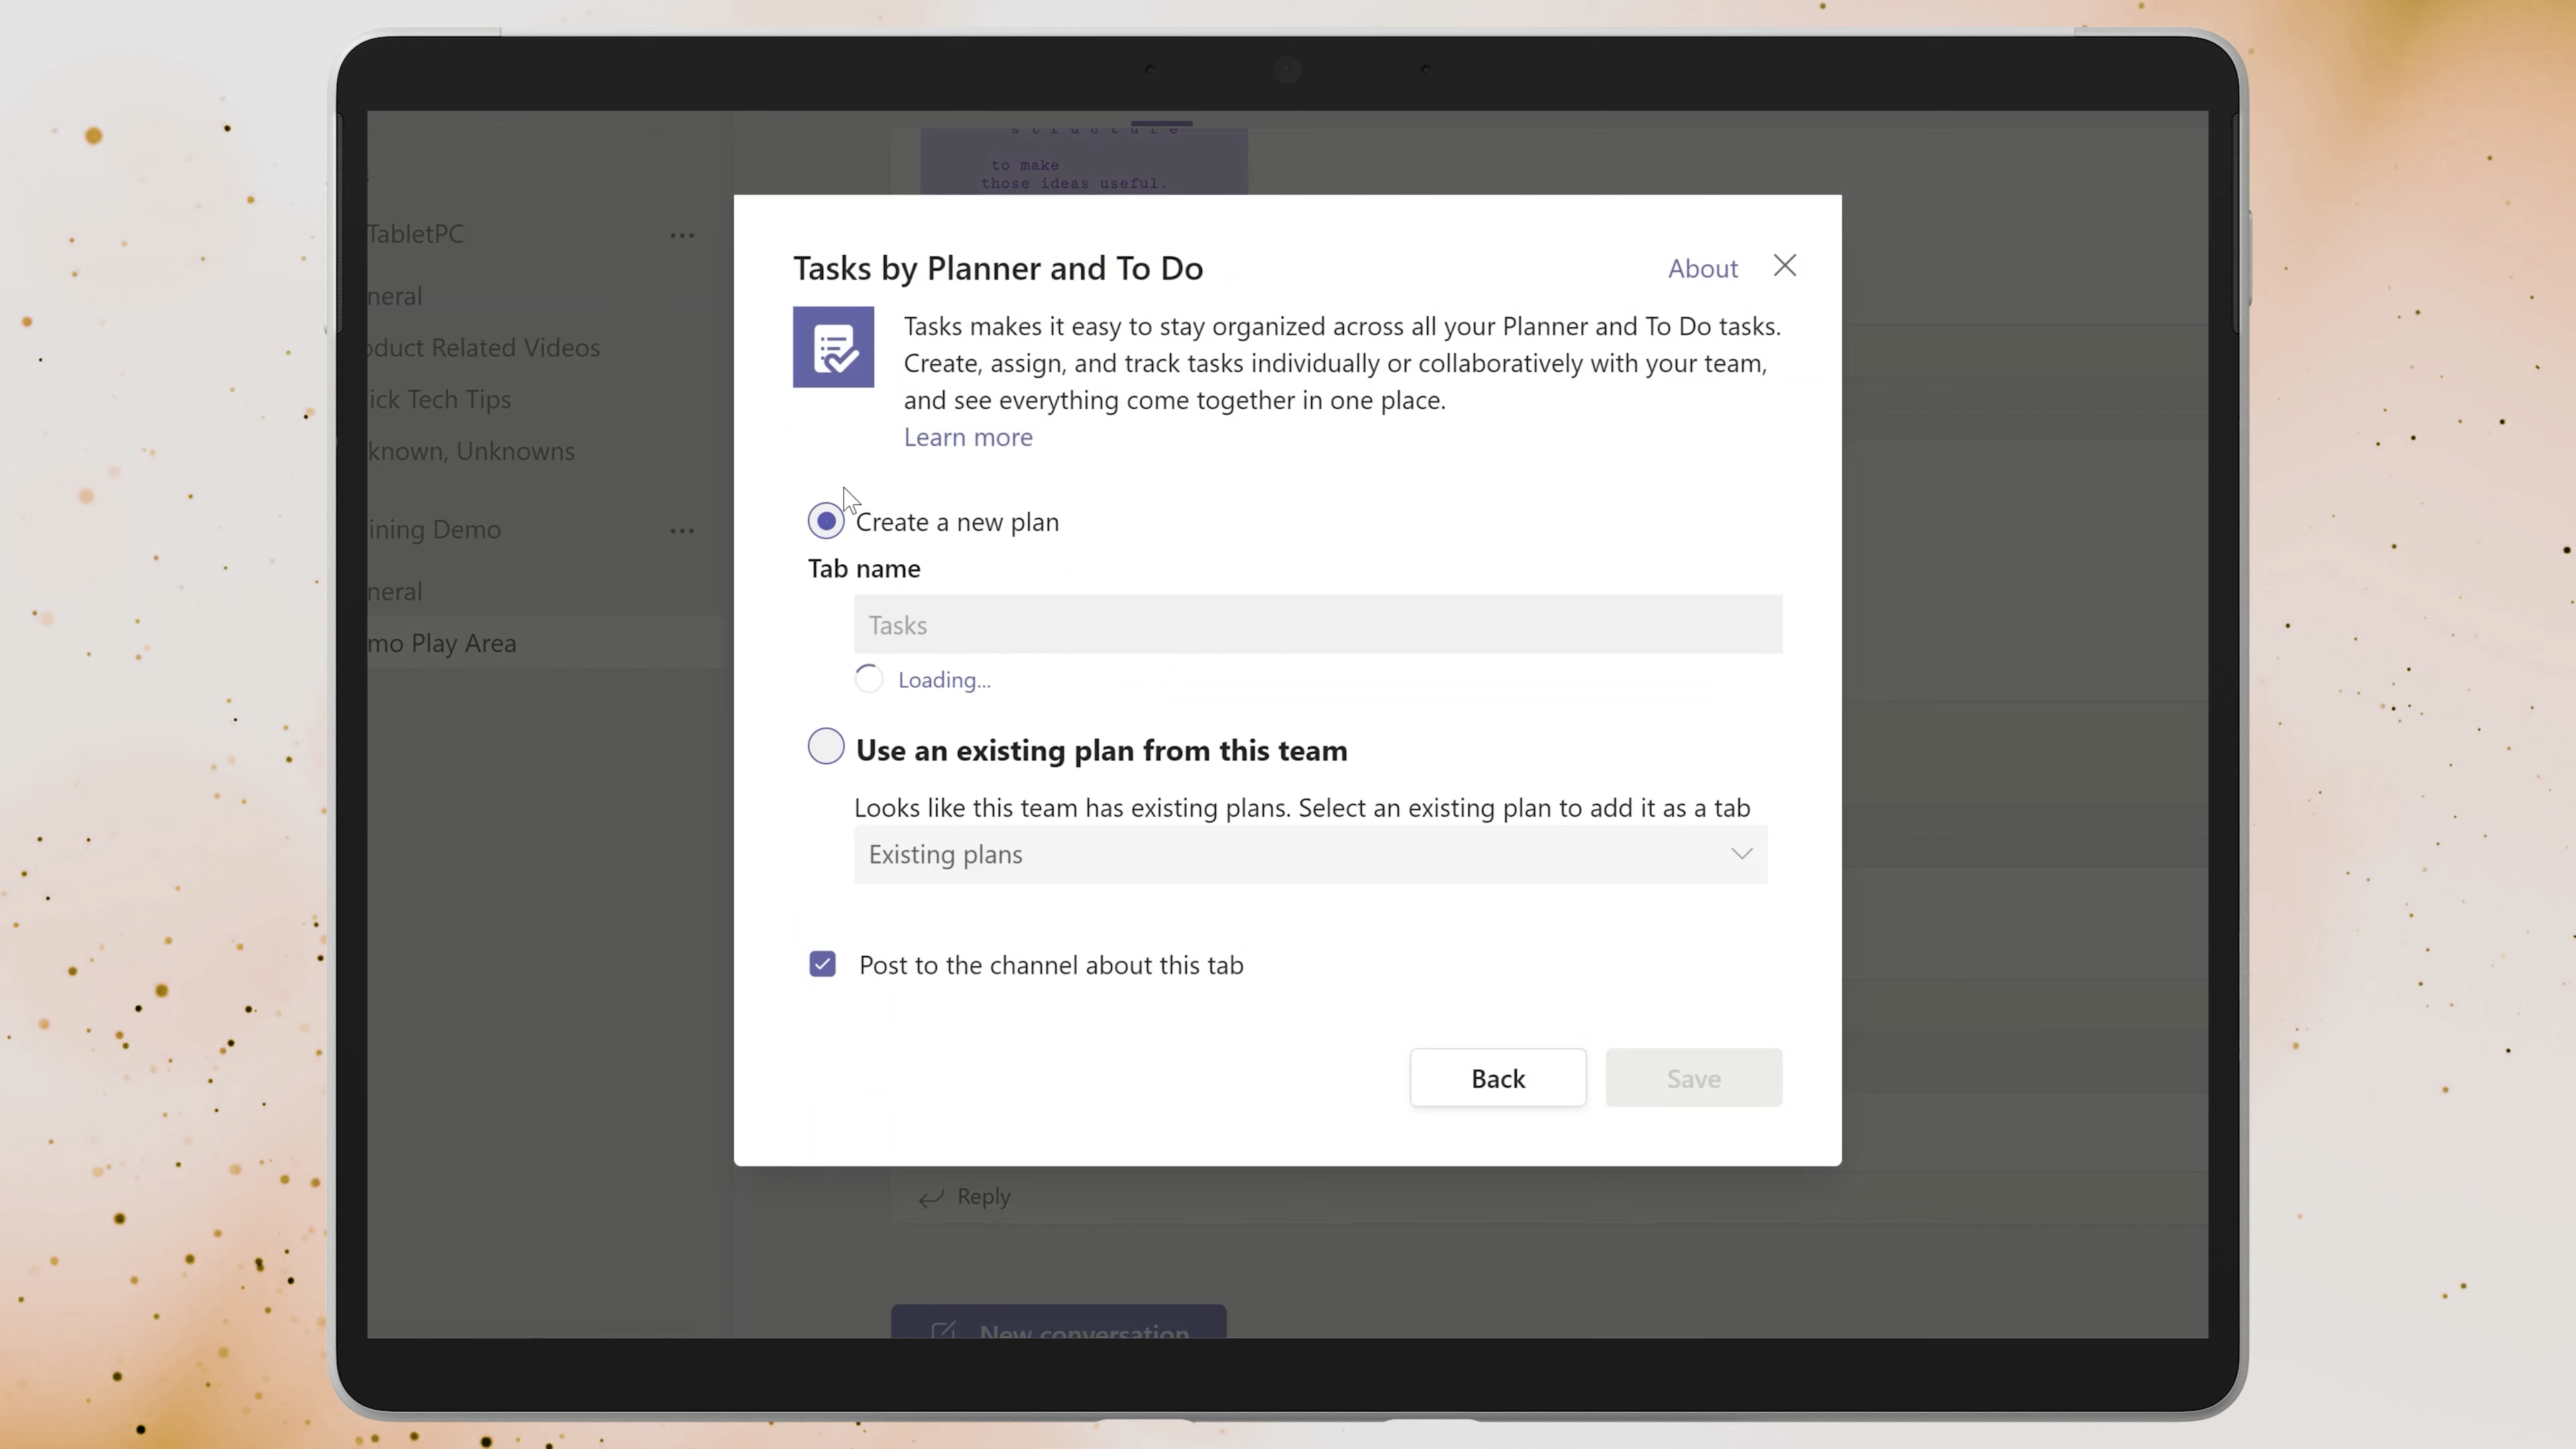 to make
those ideas useful.
TabletPC
Tasks by Planner and To Do
About
Tasks makes it easy to stay organized across all your Planner and To Do tasks.
Create, assign, and track tasks individually or collaboratively with your team,
and see everything come together in one place.
Learn more
neral
oduct Related Videos
ick Tech Tips
known, Unknowns
ining Demo
neral
mo Play Area
Create a new plan
Tab name
Tasks
Loading...
Use an existing plan from this team
Looks like this team has existing plans. Select an existing plan to add it as a tab
Existing plans
Post to the channel about this tab
Back
Save
Reply
New conversation